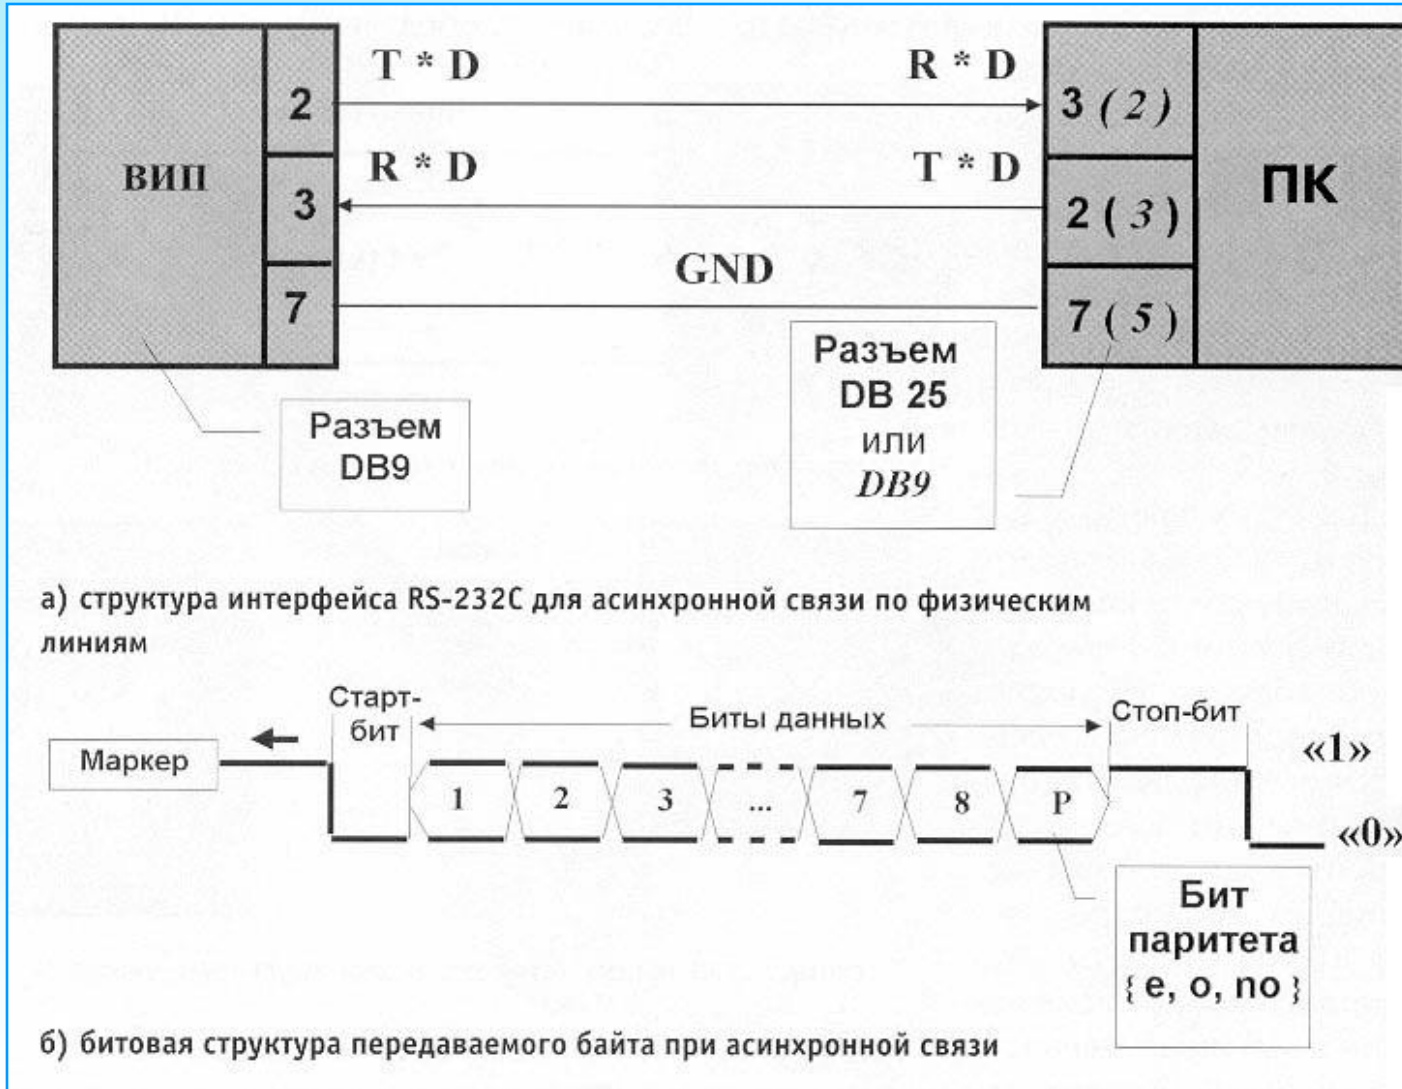 T * D
R * D
2
3 ( 2 )
ВИП
R * D
T * D
ПК
3
2 ( 3 )
GND
7
7 ( 5 )
Разъем
DB9
Разъем
DB 25
или
DB9
а) структура интерфейса RS-232C для асинхронной связи по физическим
линиям
Старт-
бит
Биты данных
Стоп-бит
Маркер
«1»
1
2
3
...
7
8
P
«0»
Бит
паритета
{ e, o, no }
б) битовая структура передаваемого байта при асинхронной связи